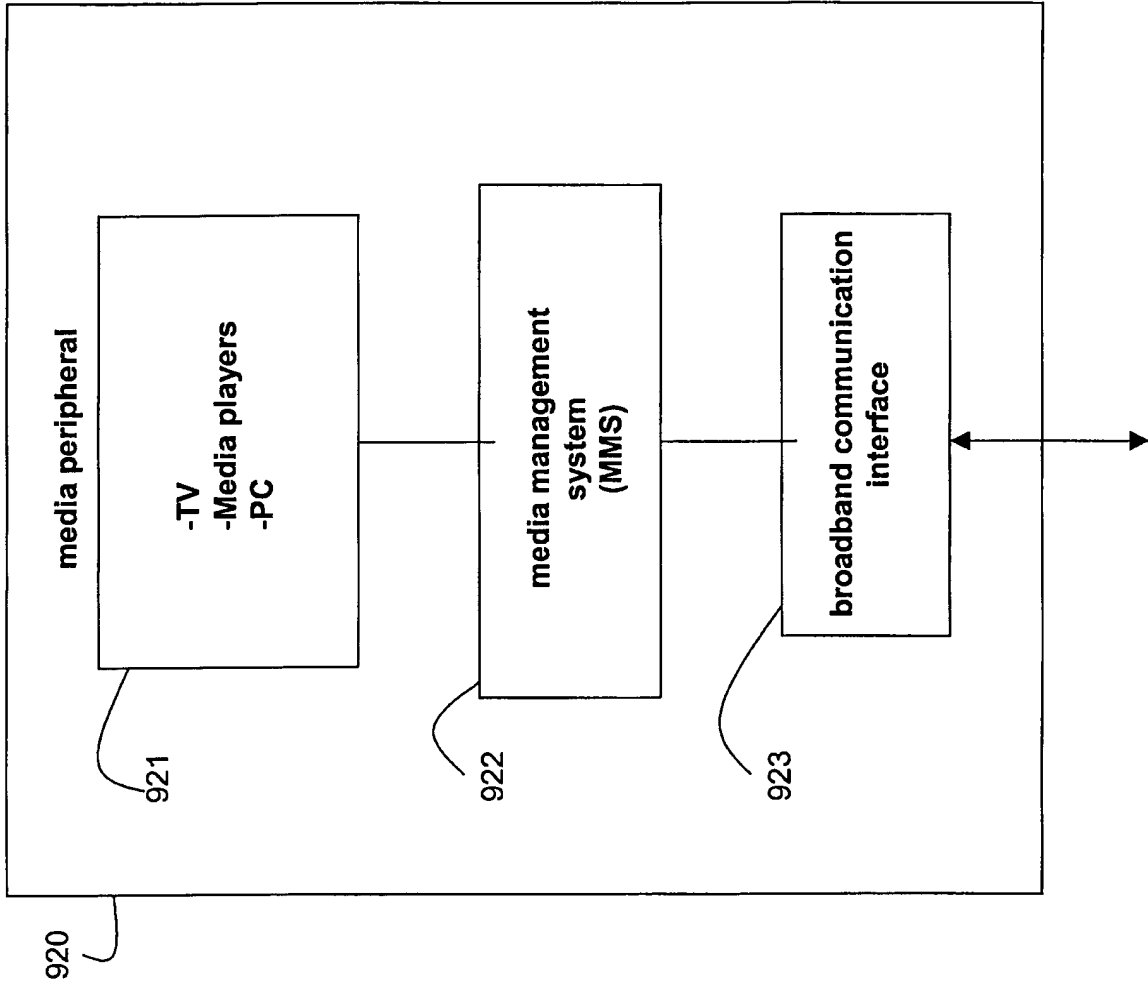 media peripheral
-TV
-Media players
-PC
media management
system
(MMS)
broadband communication
interface
921
922
923
920